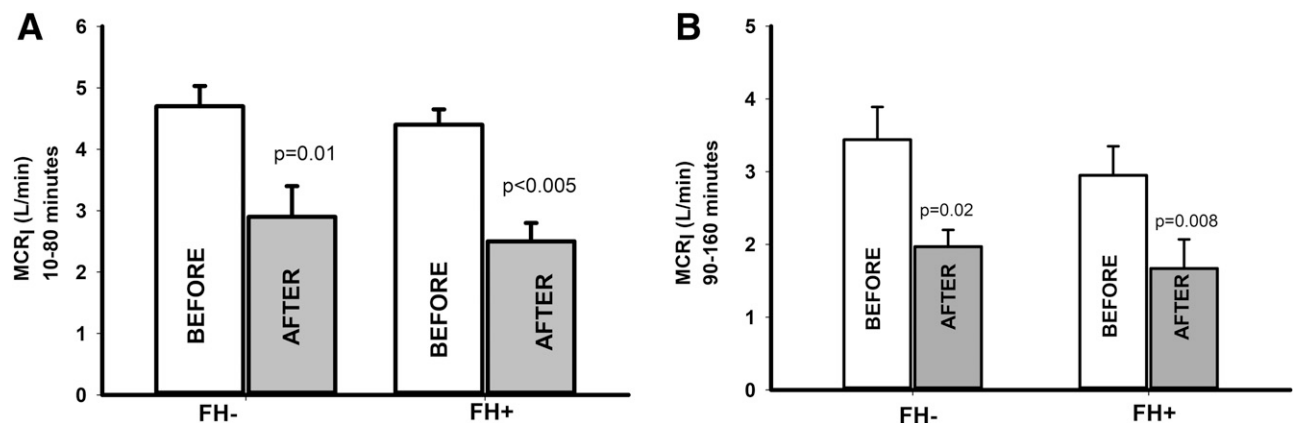 A
MCRI (L/min)
10-80 minutes
6
5
4
3
2
1
0
BEFORE
p=0.01
AFTER
BEFORE
p<0.005
AFTER
FH-
FH+
B
MCRI (L/min)
90-160 minutes
5
4
3
2
1
0
BEFORE
p=0.02
AFTER
BEFORE
p=0.008
AFTER
FH-
FH+